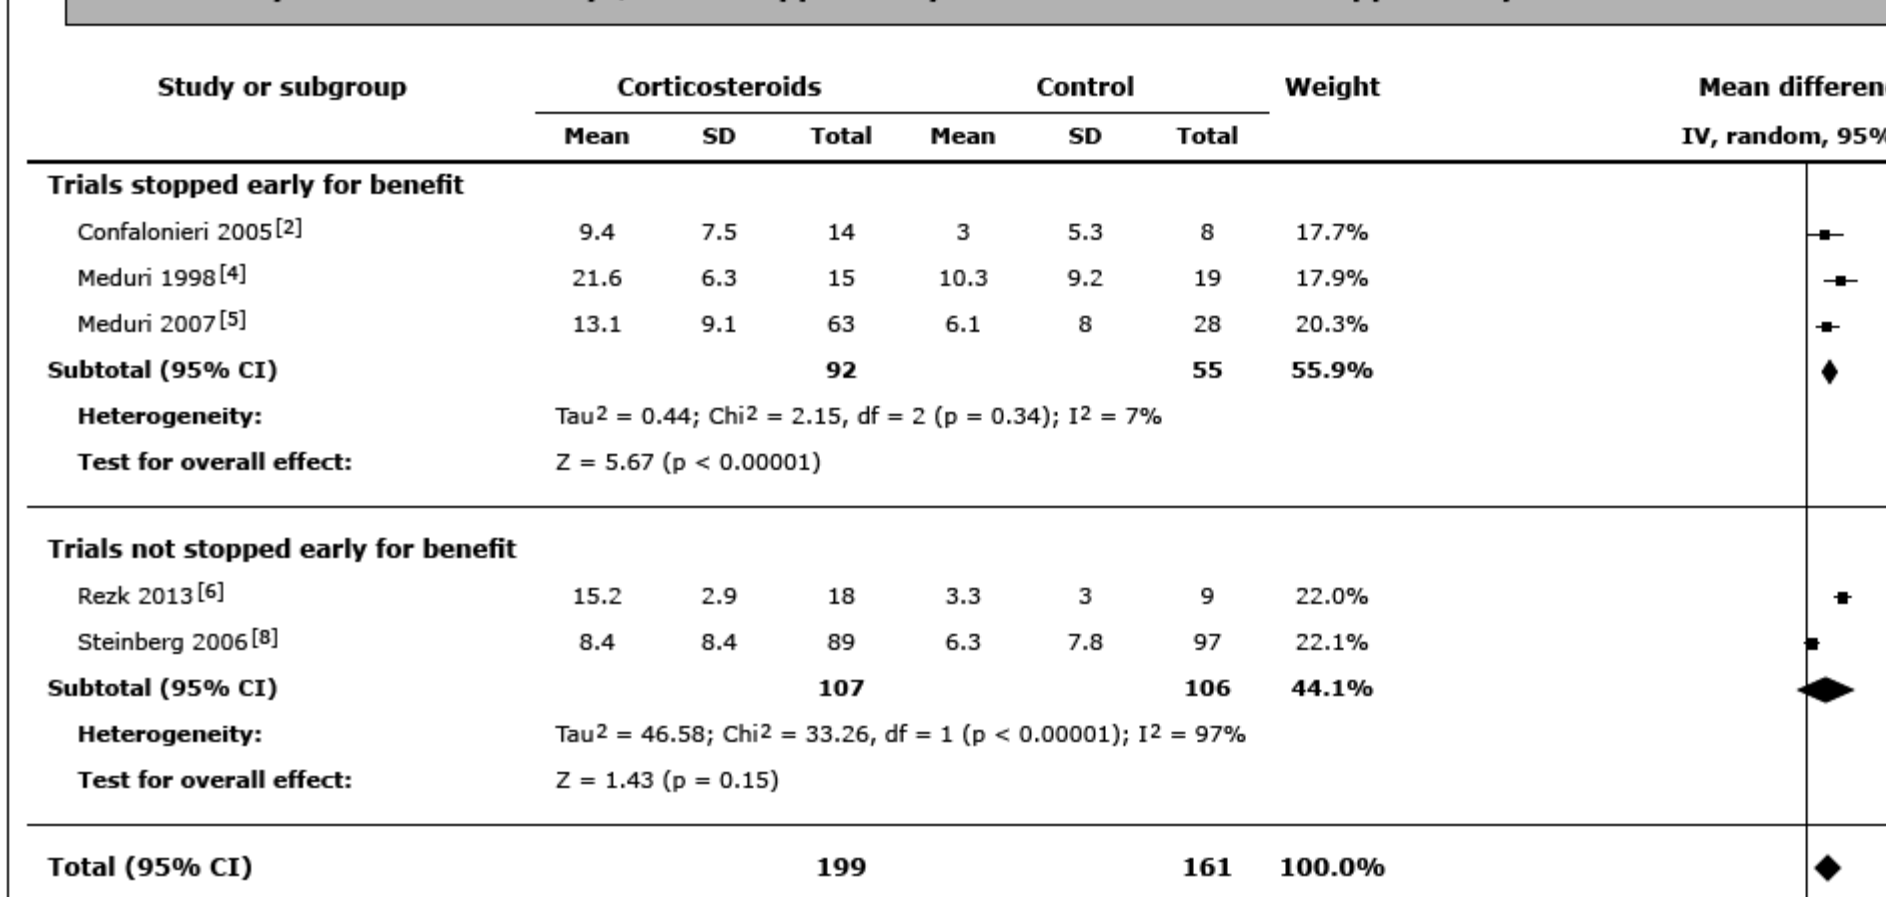 Study or subgroup Corticosteroids Control Weight Mean differen
Mean SD Total Mean SD Total IV, random, 95%
Trials stopped early for benefit
Confalonieri 2005[2] 9.4 7.5 14 3 5.3 8 17.7%
Meduri 1998[4] 21.6 6.3 15 10.3 9.2 19 17.9%
Meduri 2007[5] 13.1 9.1 63 6.1 8 28 20.3%
Subtotal (95% CI) 92 55 55.9%
Heterogeneity: Tau2 = 0.44; Chi2 = 2.15, df = 2 (p = 0.34); I2 = 7%
Test for overall effect: Z = 5.67 (p < 0.00001)
Trials not stopped early for benefit
Rezk 2013[6] 15.2 2.9 18 3.3 3 9 22.0%
Steinberg 2006[8] 8.4 8.4 89 6.3 7.8 97 22.1%
Subtotal (95% CI) 107 106 44.1%
Heterogeneity: Tau2 = 46.58; Chi2 = 33.26, df = 1 (p < 0.00001); I2 = 97%
Test for overall effect: Z = 1.43 (p = 0.15)
Total (95% CI) 199 161 100.0%